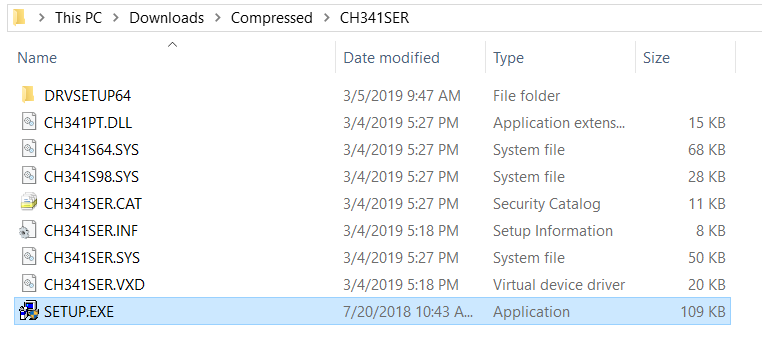 This PC > Downloads > Compressed > CH341SER
Name Date modified Type Size
DRVSETUP64 3/5/2019 9:47 AM File folder
CH341PT.DLL 3/4/2019 5:27 PM Application extens... 15 KB
CH341S64.SYS 3/4/2019 5:27 PM System file 68 KB
CH341S98.SYS 3/4/2019 5:27 PM System file 28 KB
CH341SER.CAT 3/4/2019 5:27 PM Security Catalog 11 KB
CH341SER.INF 3/4/2019 5:18 PM Setup Information 8 KB
CH341SER.SYS 3/4/2019 5:27 PM System file 50 KB
CH341SER.VXD 3/4/2019 5:18 PM Virtual device driver 20 KB
SETUP.EXE 7/20/2018 10:43 A... Application 109 KB